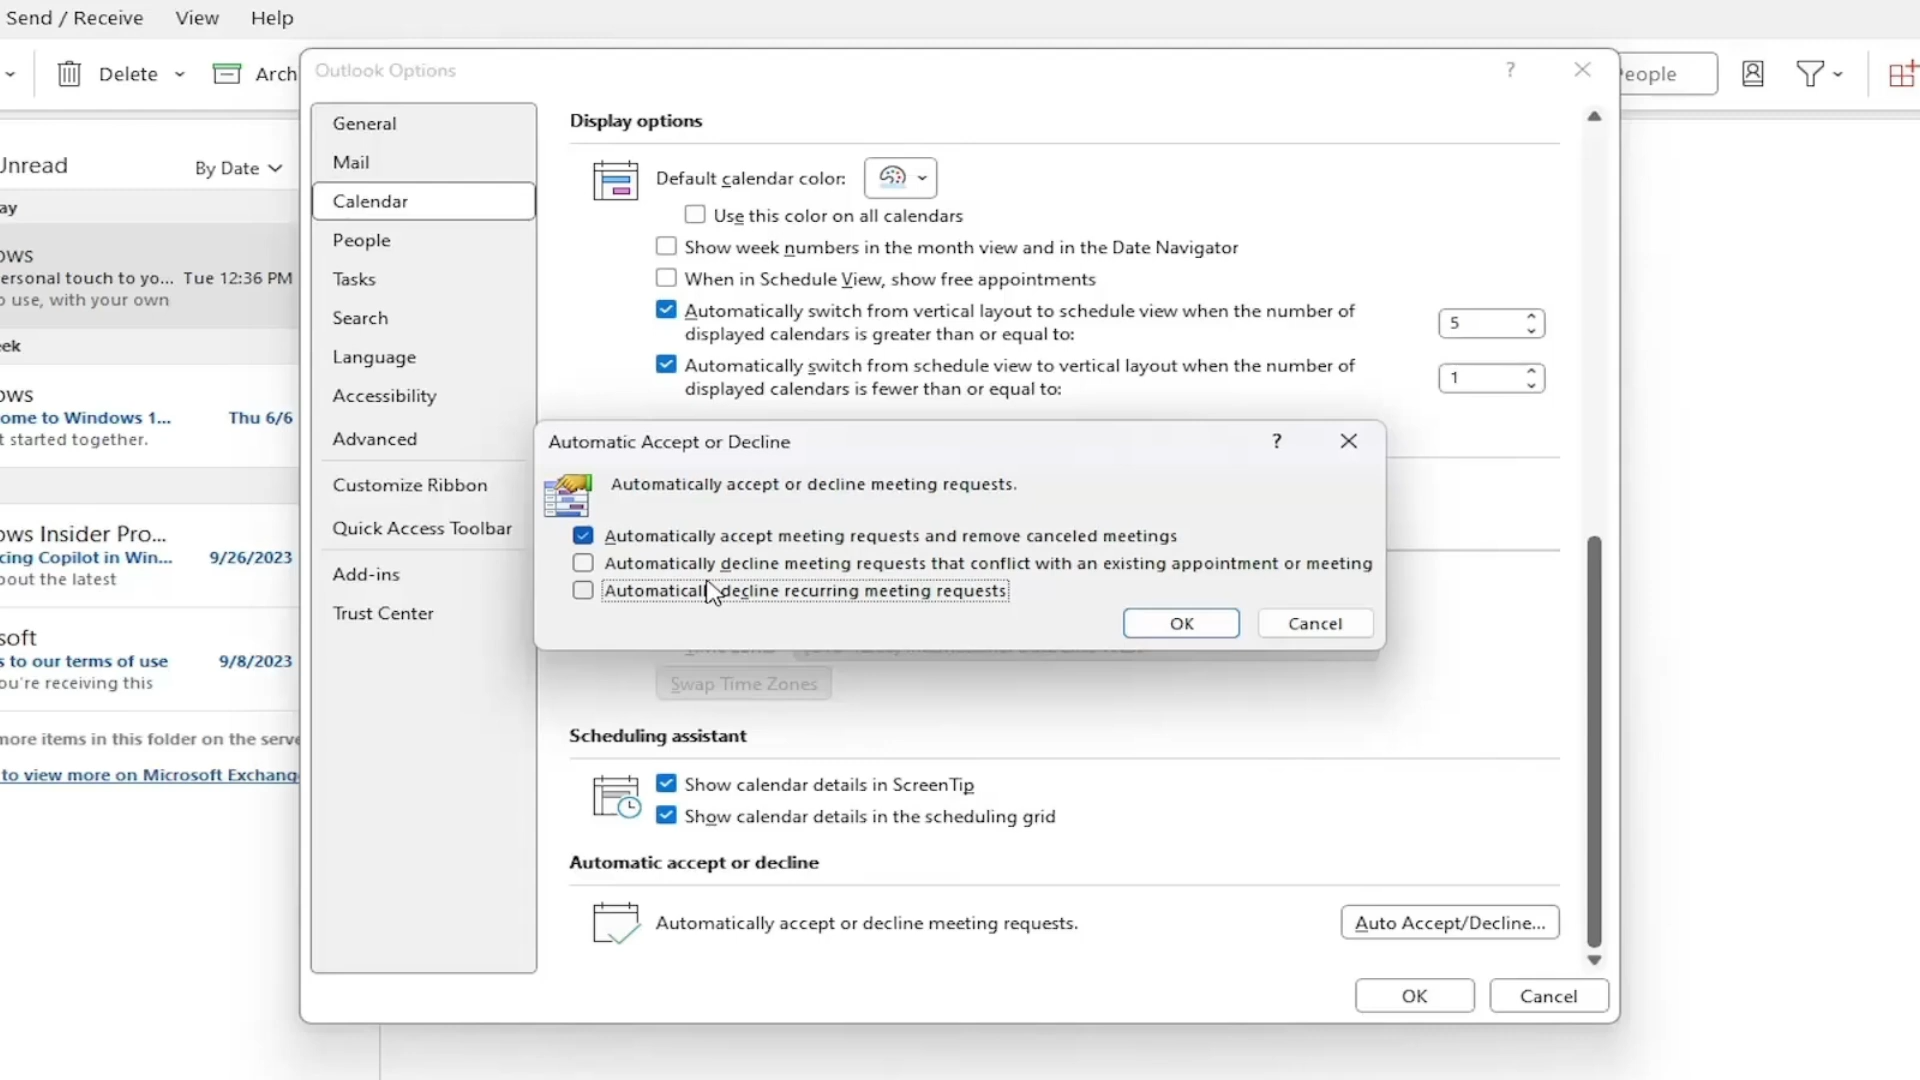 Send / Receive View Help
Delete
Arch
eople
Outlook Options
?
Unread
By Date
ay
ows
ersonal touch to yo... Tue 12:36 PM
o use, with your own
eek
ows
ome to Windows 1... Thu 6/6
t started together.
ows Insider Pro...
cing Copilot in Win... 9/26/2023
bout the latest
soft
s to our terms of use 9/8/2023
ou're receiving this
more items in this folder on the serve
to view more on Microsoft Exchang
General
Mail
Calendar
People
Tasks
Search
Language
Accessibility
Advanced
Customize Ribbon
Quick Access Toolbar
Add-ins
Trust Center
Display options
Default calendar color:
Use this color on all calendars
Show week numbers in the month view and in the Date Navigator
When in Schedule View, show free appointments
Automatically switch from vertical layout to schedule view when the number of
displayed calendars is greater than or equal to:
5
Automatically switch from schedule view to vertical layout when the number of
displayed calendars is fewer than or equal to:
1
Automatic Accept or Decline
?
Automatically accept or decline meeting requests.
Automatically accept meeting requests and remove canceled meetings
Automatically decline meeting requests that conflict with an existing appointment or meeting
Automatically decline recurring meeting requests
OK Cancel
Swap Time Zones
Scheduling assistant
Show calendar details in ScreenTip
Show calendar details in the scheduling grid
Automatic accept or decline
Automatically accept or decline meeting requests.
Auto Accept/Decline...
OK Cancel